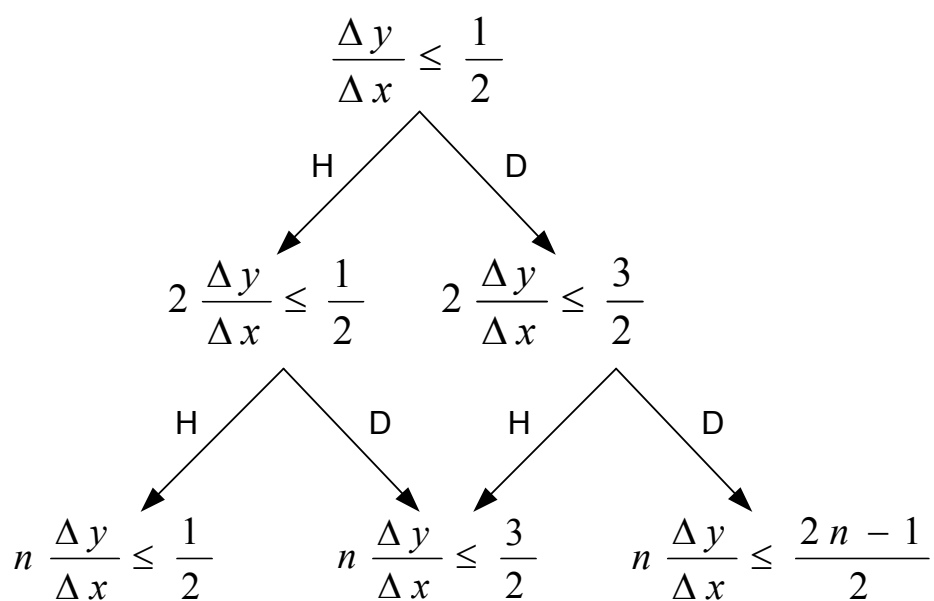 Δy/Δx ≤ 1/2
H D
2 Δy/Δx ≤ 1/2 2 Δy/Δx ≤ 3/2
H D H D
n Δy/Δx ≤ 1/2 n Δy/Δx ≤ 3/2 n Δy/Δx ≤ (2n − 1)/2